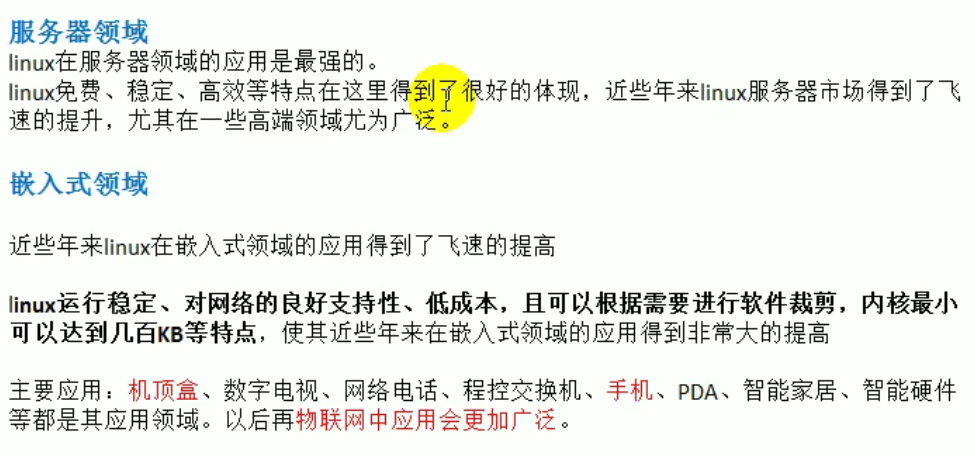 服务器领域
linux在服务器领域的应用是最强的。
linux免费、稳定、高效等特点在这里得到了很好的体现，近些年来linux服务器市场得到了飞
速的提升，尤其在一些高端领域尤为广泛。
嵌入式领域
近些年来linux在嵌入式领域的应用得到了飞速的提高
linux运行稳定、对网络的良好支持性、低成本，且可以根据需要进行软件裁剪，内核最小
可以达到几百KB等特点，使其近些年来在嵌入式领域的应用得到非常大的提高
主要应用：机顶盒、数字电视、网络电话、程控交换机、手机、PDA、智能家居、智能硬件
等都是其应用领域。以后再物联网中应用会更加广泛。